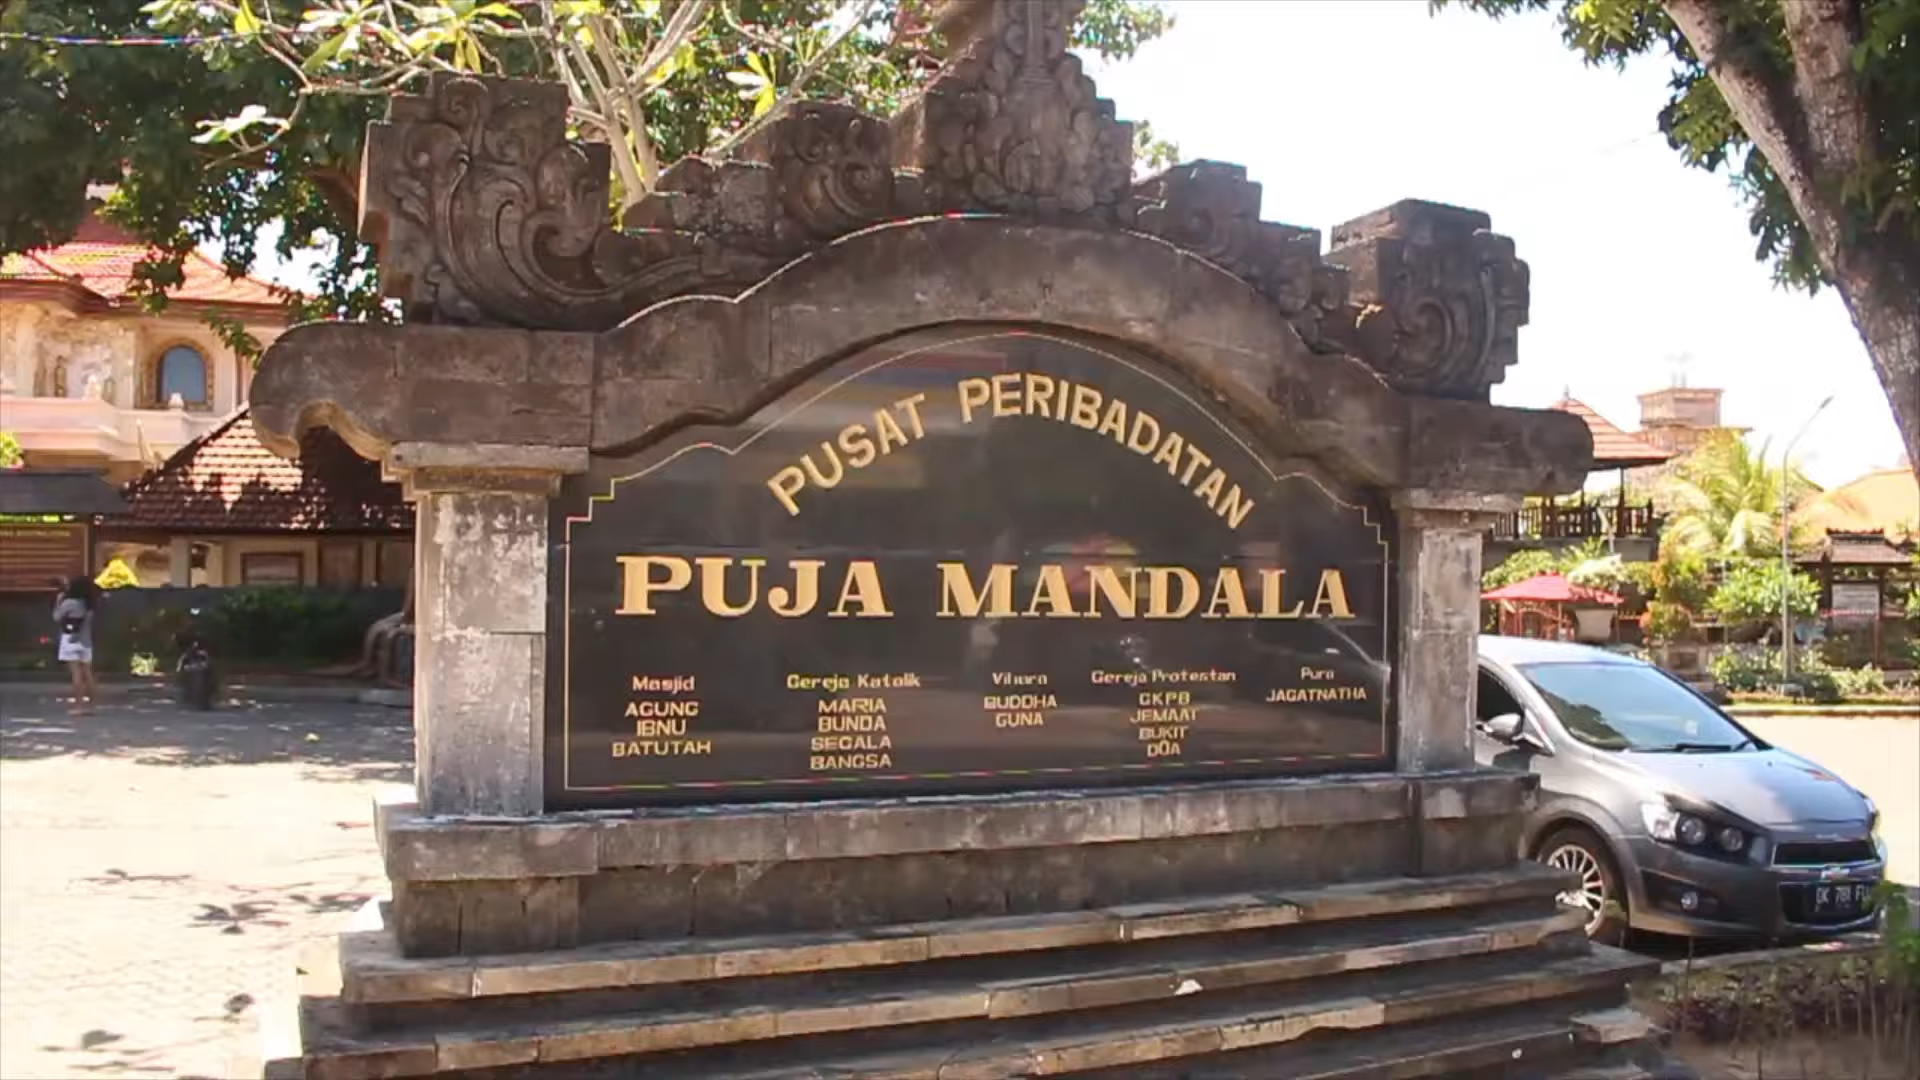 PUSAT PERIBADATAN
PUJA MANDALA
Masjid
AGUNG
IBNU
BATUTAH
Gereja Katolik
MARIA
BUNDA
SEGALA
BANGSA
Vihara
BUDDHA
GUNA
Gereja Protestan
GKPB
JEMAAT
BUKIT
DOA
Pura
JAGATNATHA